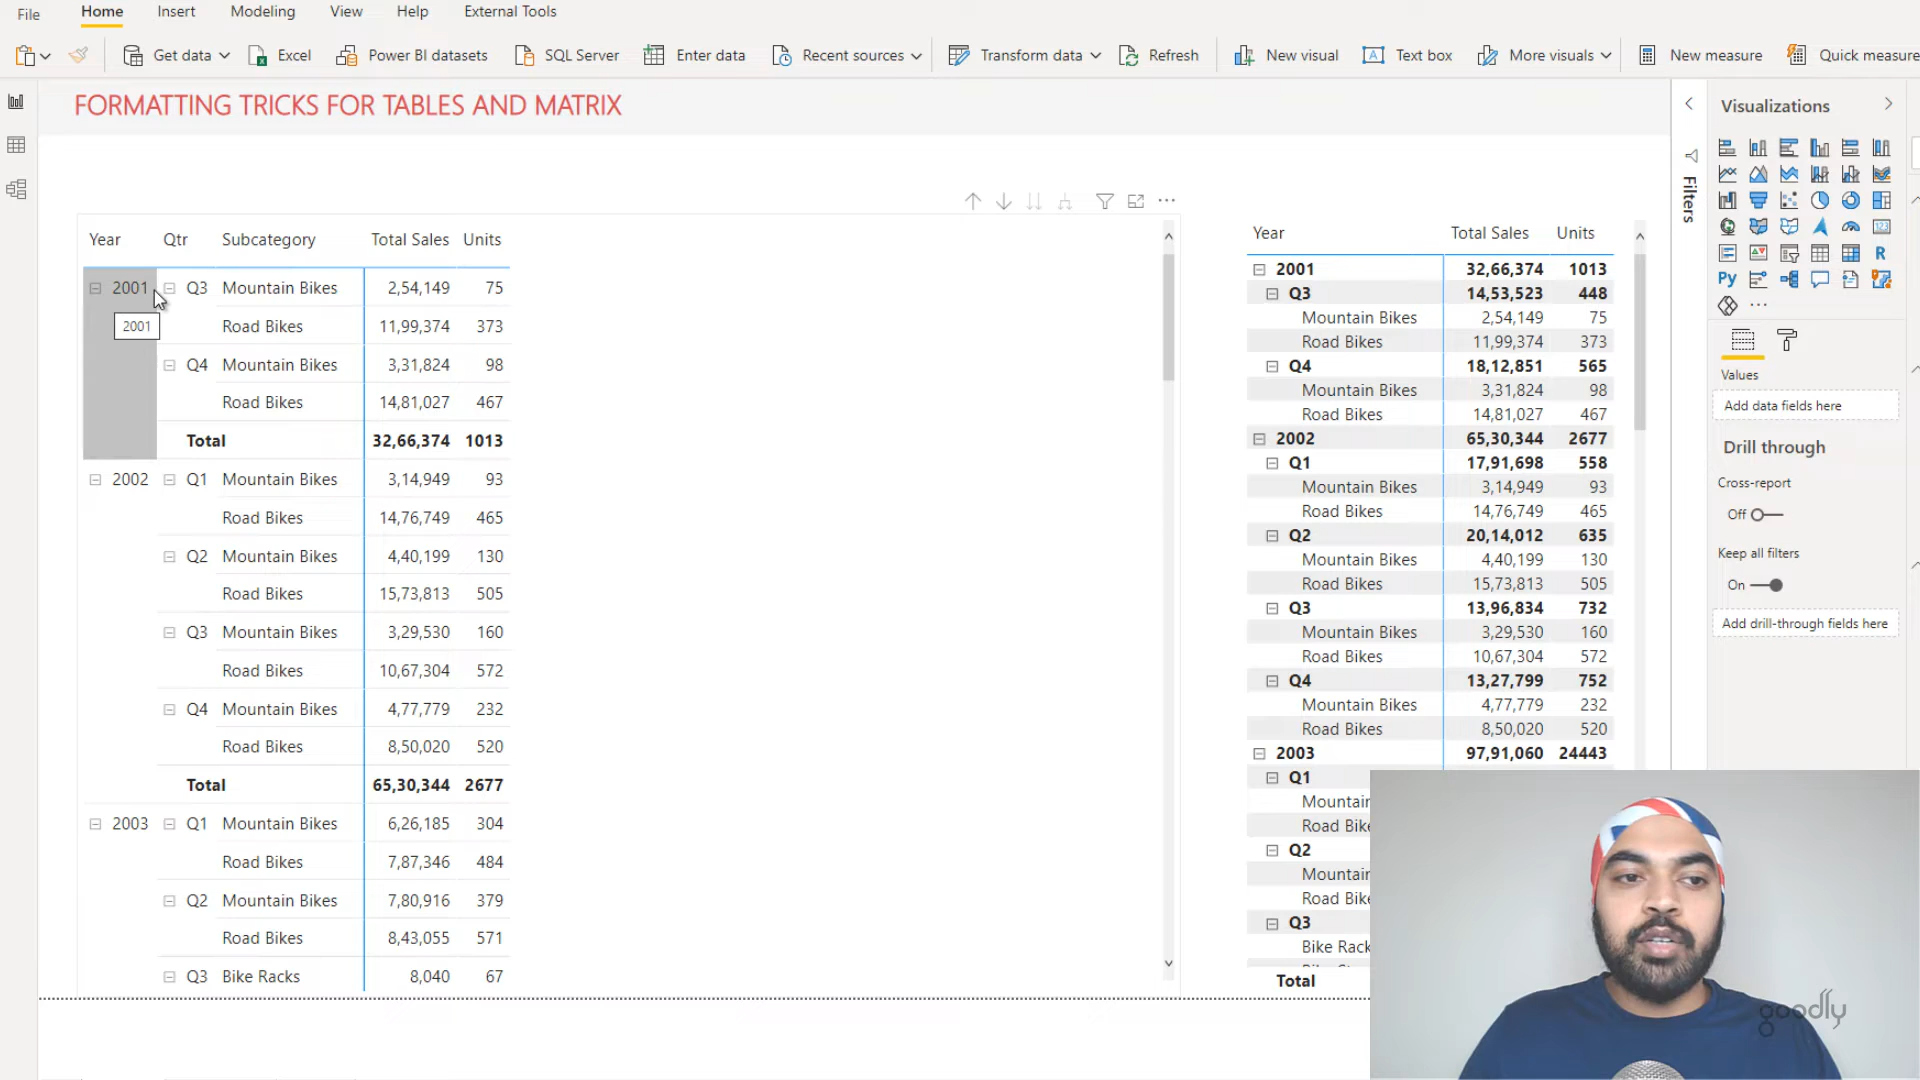 File Home Insert Modeling View Help External Tools
Get data Excel Power BI datasets SQL Server Enter data Recent sources Transform data Refresh New visual Text box More visuals New measure Quick measure
FORMATTING TRICKS FOR TABLES AND MATRIX
Year Qtr Subcategory Total Sales Units
2001 Q3 Mountain Bikes 2,54,149 75
2001
Road Bikes 11,99,374 373
Q4 Mountain Bikes 3,31,824 98
Road Bikes 14,81,027 467
Total 32,66,374 1013
2002 Q1 Mountain Bikes 3,14,949 93
Road Bikes 14,76,749 465
Q2 Mountain Bikes 4,40,199 130
Road Bikes 15,73,813 505
Q3 Mountain Bikes 3,29,530 160
Road Bikes 10,67,304 572
Q4 Mountain Bikes 4,77,779 232
Road Bikes 8,50,020 520
Total 65,30,344 2677
2003 Q1 Mountain Bikes 6,26,185 304
Road Bikes 7,87,346 484
Q2 Mountain Bikes 7,80,916 379
Road Bikes 8,43,055 571
Q3 Bike Racks 8,040 67
Year Total Sales Units
2001 32,66,374 1013
Q3 14,53,523 448
Mountain Bikes 2,54,149 75
Road Bikes 11,99,374 373
Q4 18,12,851 565
Mountain Bikes 3,31,824 98
Road Bikes 14,81,027 467
2002 65,30,344 2677
Q1 17,91,698 558
Mountain Bikes 3,14,949 93
Road Bikes 14,76,749 465
Q2 20,14,012 635
Mountain Bikes 4,40,199 130
Road Bikes 15,73,813 505
Q3 13,96,834 732
Mountain Bikes 3,29,530 160
Road Bikes 10,67,304 572
Q4 13,27,799 752
Mountain Bikes 4,77,779 232
Road Bikes 8,50,020 520
2003 97,91,060 24443
Q1
Mountain
Road Bike
Q2
Mountain
Road Bike
Q3
Bike Rack
Total
Filters
Visualizations
R
Py
123
Values
Add data fields here
Drill through
Cross-report
Off
Keep all filters
On
Add drill-through fields here
goodly